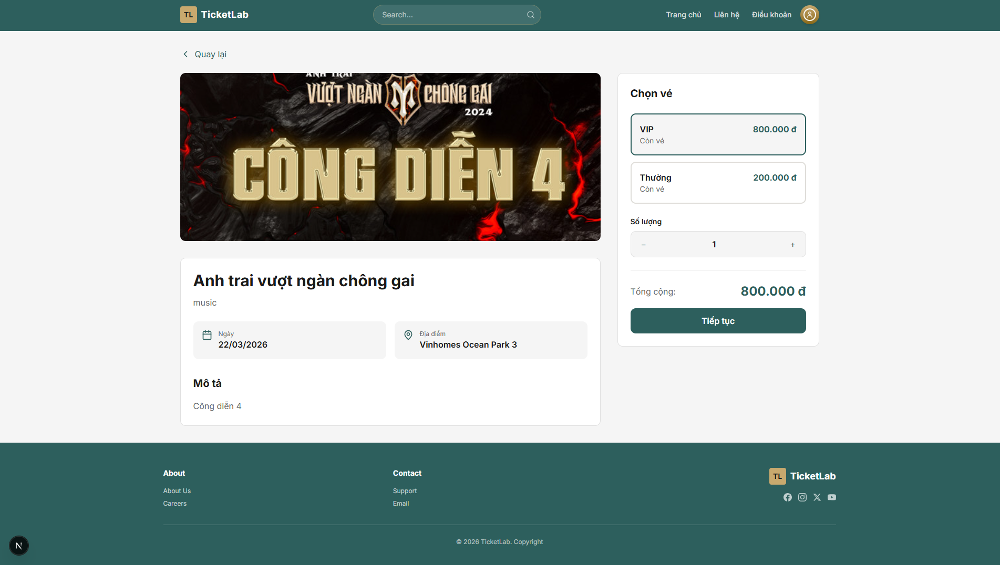 TL TicketLab
Search...
Trang chủ Liên hệ Điều khoản
Quay lại
ANH TRAI
VƯỢT NGÀN CHÔNG GAI
2024
CÔNG DIỄN 4
Chọn vé
VIP 800.000 đ
Còn vé
Thường 200.000 đ
Còn vé
Số lượng
− 1 +
Tổng cộng: 800.000 đ
Tiếp tục
Anh trai vượt ngàn chông gai
music
Ngày
22/03/2026
Địa điểm
Vinhomes Ocean Park 3
Mô tả
Công diễn 4
About
About Us
Careers
Contact
Support
Email
TL TicketLab
© 2026 TicketLab. Copyright
N